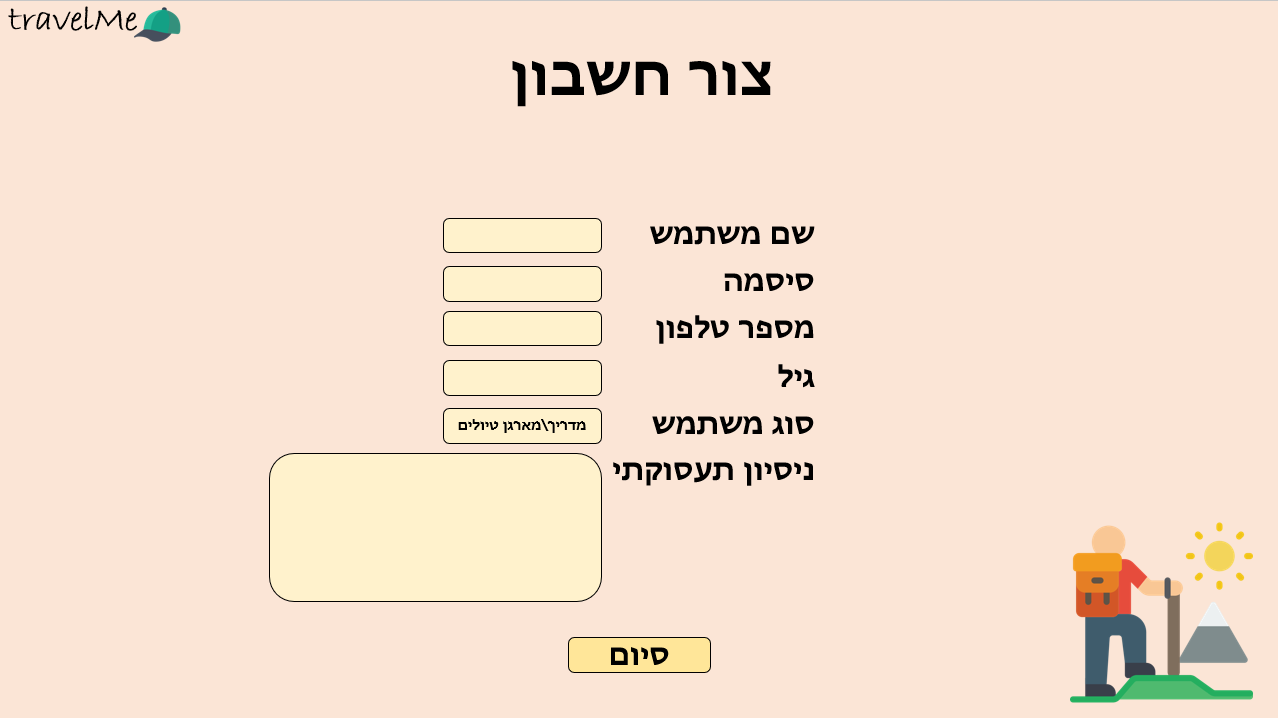 travelMe
צור חשבון
שם משתמש
סיסמה
מספר טלפון
גיל
סוג משתמש
מדריך\מארגן טיולים
ניסיון תעסוקתי
סיום